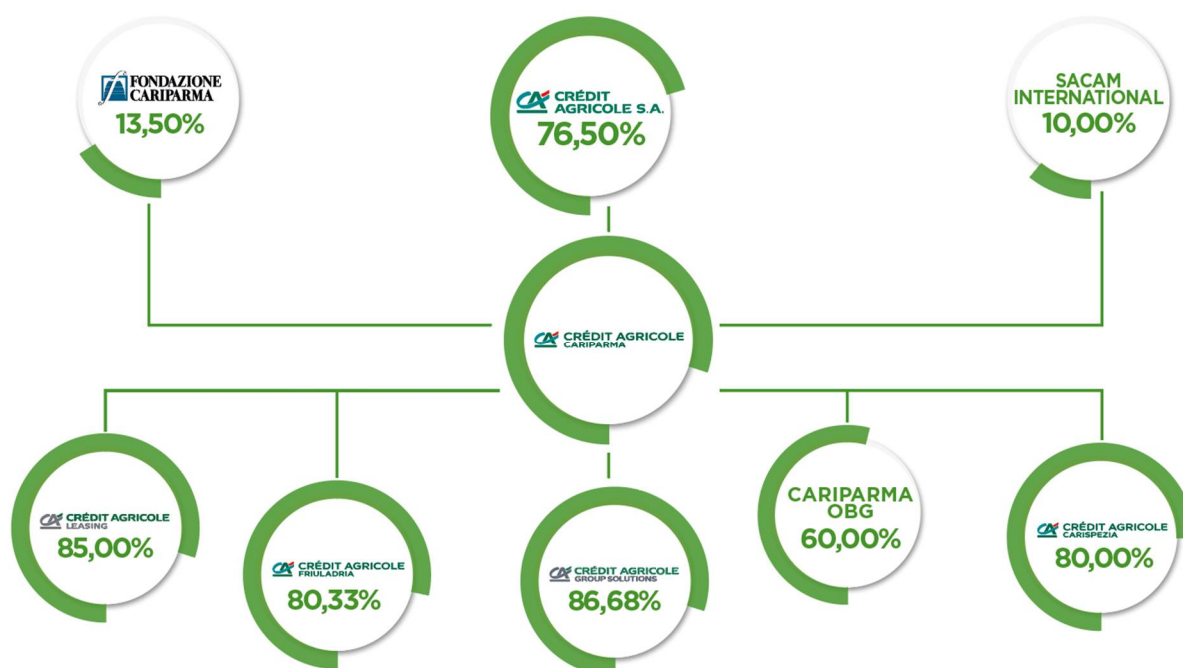 FONDAZIONE
CARIPARMA
13,50%
CRÉDIT
AGRICOLE S.A.
76,50%
SACAM
INTERNATIONAL
10,00%
CRÉDIT AGRICOLE
CARIPARMA
CRÉDIT AGRICOLE
LEASING
85,00%
CRÉDIT AGRICOLE
FRIULADRIA
80,33%
CRÉDIT AGRICOLE
GROUP SOLUTIONS
86,68%
CARIPARMA
OBG
60,00%
CRÉDIT AGRICOLE
CARISPEZIA
80,00%